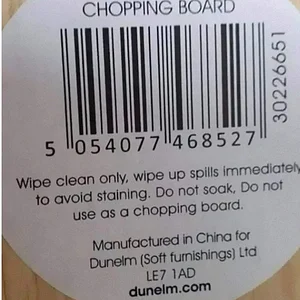 CHOPPING BOARD
30226651
5 054077 468527
Wipe clean only, wipe up spills immediately
to avoid staining. Do not soak, Do not
use as a chopping board.
Manufactured in China for
Dunelm (Soft furnishings) Ltd
LE7 1AD
dunelm.com